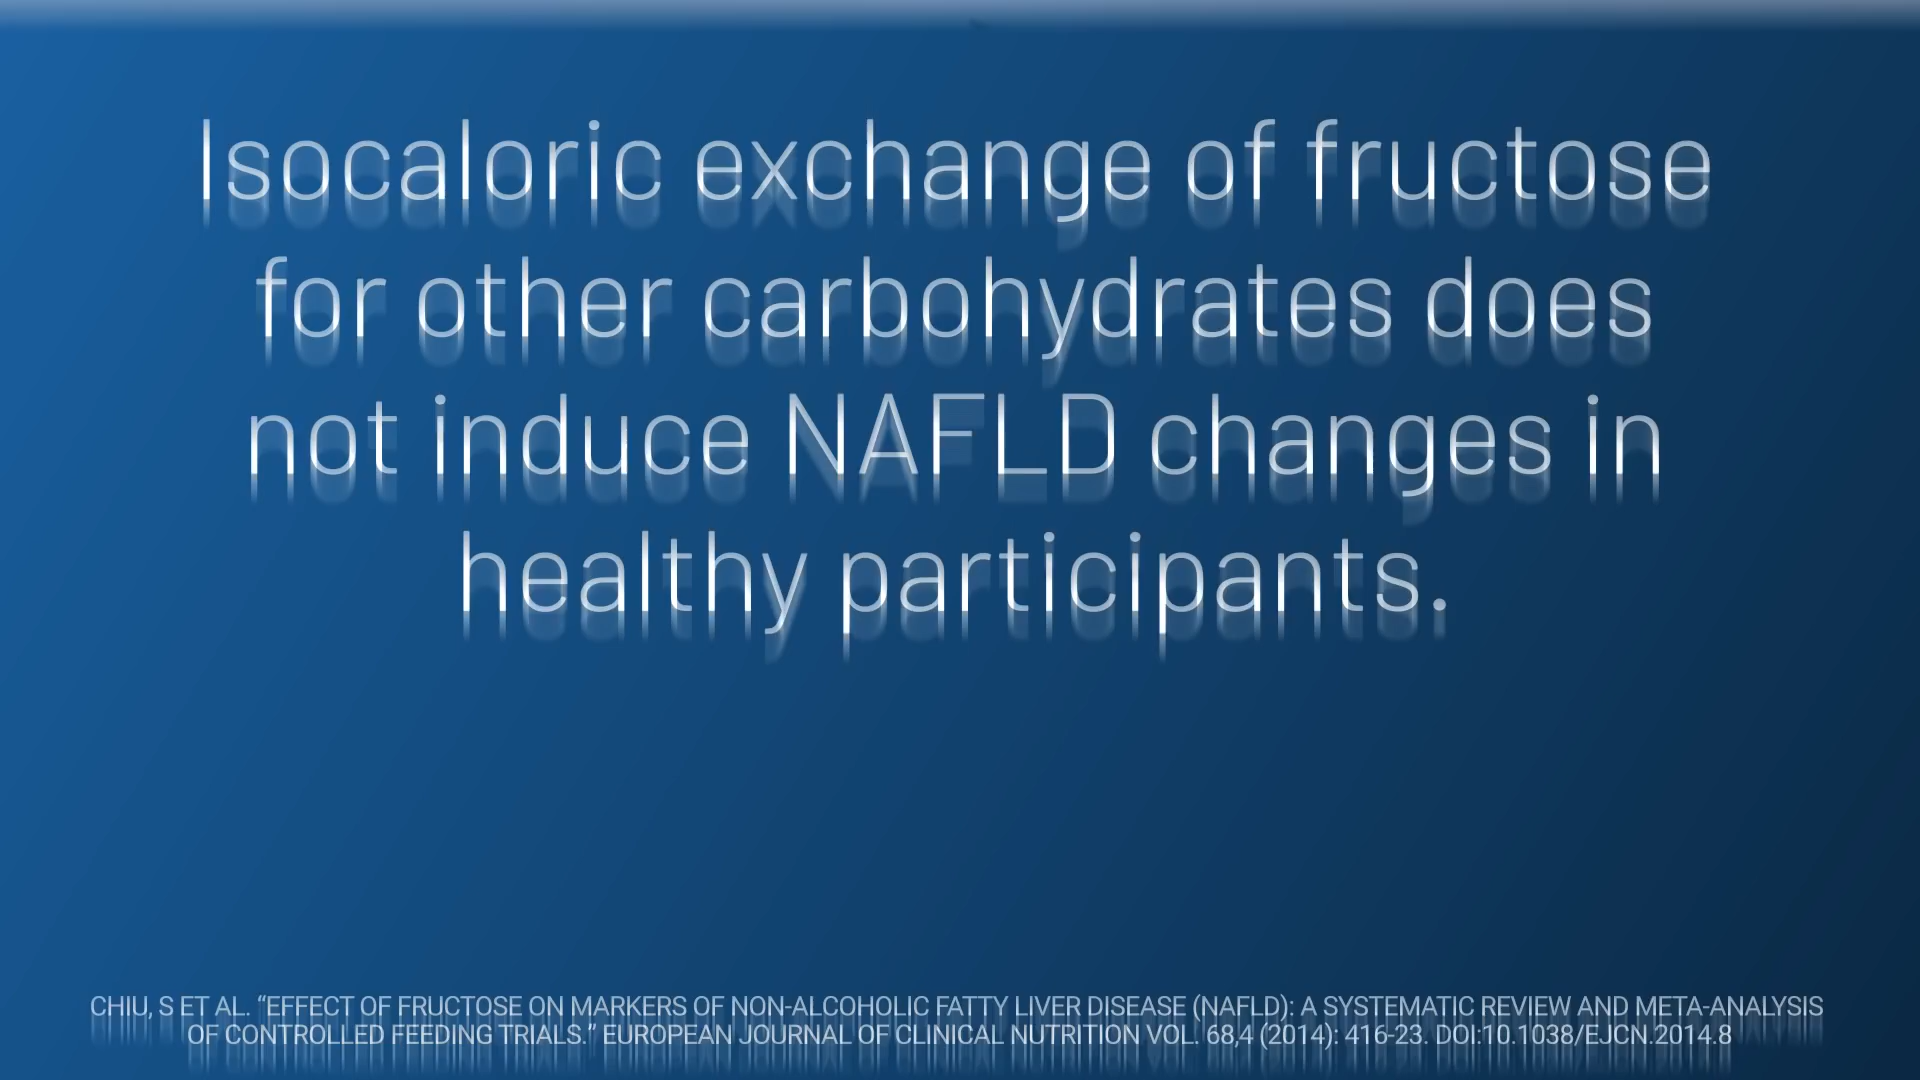 Isocaloric exchange of fructose
for other carbohydrates does
not induce NAFLD changes in
healthy participants.
CHIU, S ET AL. “EFFECT OF FRUCTOSE ON MARKERS OF NON-ALCOHOLIC FATTY LIVER DISEASE (NAFLD): A SYSTEMATIC REVIEW AND META-ANALYSIS
OF CONTROLLED FEEDING TRIALS.” EUROPEAN JOURNAL OF CLINICAL NUTRITION VOL. 68,4 (2014): 416-23. DOI:10.1038/EJCN.2014.8